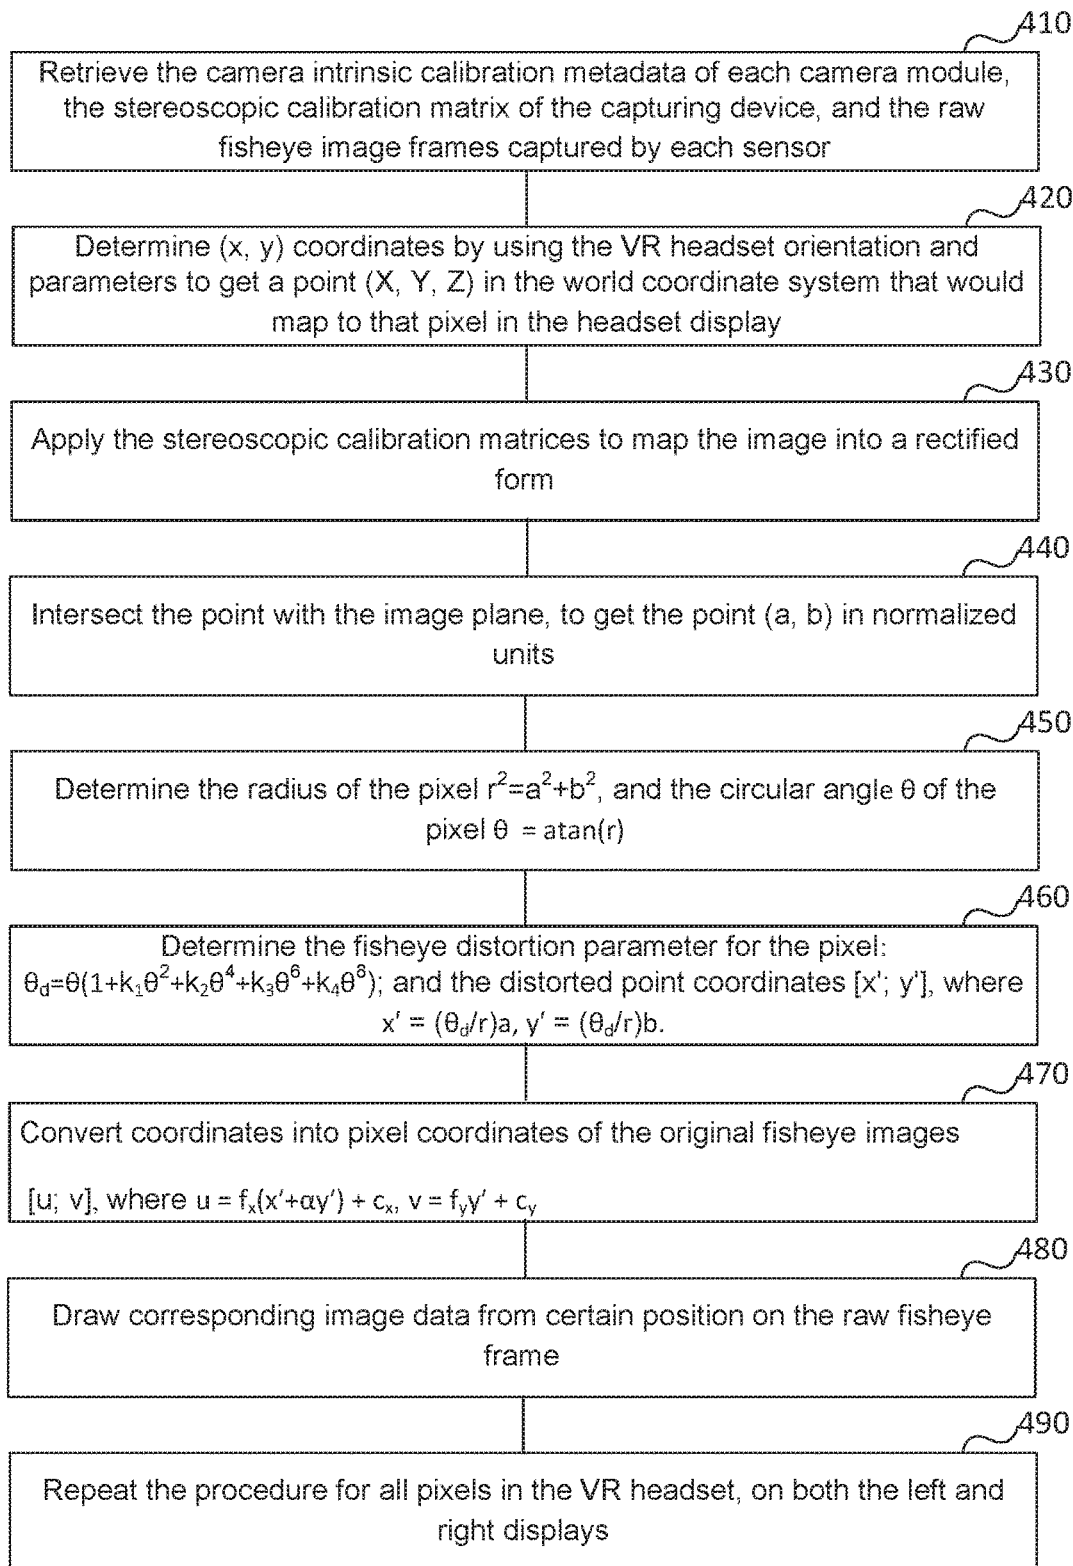 410
Retrieve the camera intrinsic calibration metadata of each camera module,
the stereoscopic calibration matrix of the capturing device, and the raw
fisheye image frames captured by each sensor
420
Determine (x, y) coordinates by using the VR headset orientation and
parameters to get a point (X, Y, Z) in the world coordinate system that would
map to that pixel in the headset display
430
Apply the stereoscopic calibration matrices to map the image into a rectified
form
440
Intersect the point with the image plane, to get the point (a, b) in normalized
units
450
Determine the radius of the pixel r²=a²+b², and the circular angle θ of the
pixel θ = atan(r)
460
Determine the fisheye distortion parameter for the pixel:
θd=θ(1+k₁θ²+k₂θ⁴+k₃θ⁶+k₄θ⁸); and the distorted point coordinates [x'; y'], where
x' = (θd/r)a, y' = (θd/r)b.
470
Convert coordinates into pixel coordinates of the original fisheye images
[u; v], where u = fₓ(x'+αy') + cₓ, v = fyy' + cy
480
Draw corresponding image data from certain position on the raw fisheye
frame
490
Repeat the procedure for all pixels in the VR headset, on both the left and
right displays